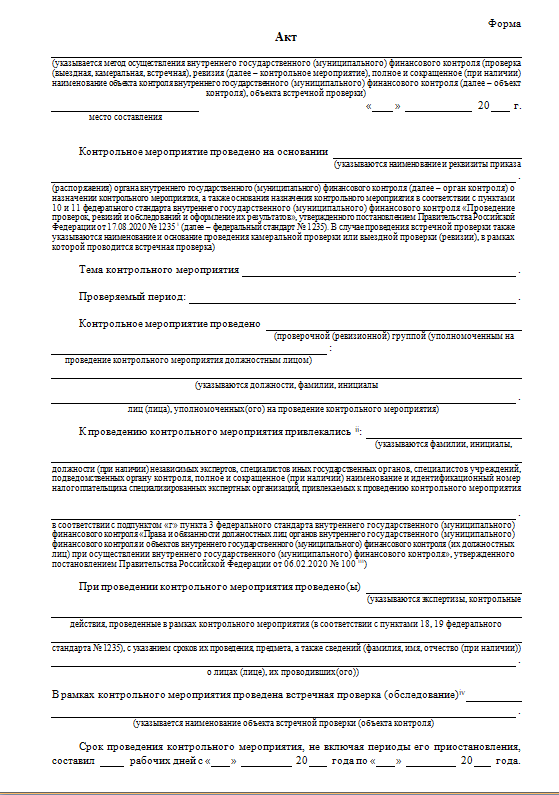 Форма
Акт
(указывается метод осуществления внутреннего государственного (муниципального) финансового контроля (проверка
(выездная, камеральная, встречная), ревизия (далее – контрольное мероприятие), полное и сокращенное (при наличии)
наименование объекта контроля внутреннего государственного (муниципального) финансового контроля (далее – объект
контроля), объекта встречной проверки)
«____» ____________ 20____ г.
место составления
Контрольное мероприятие проведено на основании
(указываются наименование и реквизиты приказа
.
(распоряжения) органа внутреннего государственного (муниципального) финансового контроля (далее – орган контроля) о
назначении контрольного мероприятия, а также основания назначения контрольного мероприятия в соответствии с пунктами
10 и 11 федерального стандарта внутреннего государственного (муниципального) финансового контроля «Проведение
проверок, ревизий и обследований и оформление их результатов», утвержденного постановлением Правительства Российской
Федерации от 17.08.2020 № 1235 i (далее – федеральный стандарт № 1235). В случае проведения встречной проверки также
указываются наименование и основание проведения камеральной проверки или выездной проверки (ревизии), в рамках
которой проводится встречная проверка)
Тема контрольного мероприятия .
Проверяемый период: .
Контрольное мероприятие проведено
(проверочной (ревизионной) группой (уполномоченным на
:
проведение контрольного мероприятия должностным лицом)
(указываются должности, фамилии, инициалы
.
лиц (лица), уполномоченных(ого) на проведение контрольного мероприятия)
К проведению контрольного мероприятия привлекались ii:
(указываются фамилии, инициалы,
должности (при наличии) независимых экспертов, специалистов иных государственных органов, специалистов учреждений,
подведомственных органу контроля, полное и сокращенное (при наличии) наименование и идентификационный номер
налогоплательщика специализированных экспертных организаций, привлекаемых к проведению контрольного мероприятия
.
в соответствии с подпунктом «г» пункта 3 федерального стандарта внутреннего государственного (муниципального)
финансового контроля «Права и обязанности должностных лиц органов внутреннего государственного (муниципального)
финансового контроля и объектов внутреннего государственного (муниципального) финансового контроля (их должностных
лиц) при осуществлении внутреннего государственного (муниципального) финансового контроля», утвержденного
постановлением Правительства Российской Федерации от 06.02.2020 № 100 iii)
При проведении контрольного мероприятия проведено(ы)
(указываются экспертизы, контрольные
действия, проведенные в рамках контрольного мероприятия (в соответствии с пунктами 18, 19 федерального
стандарта № 1235), с указанием сроков их проведения, предмета, а также сведений (фамилия, имя, отчество (при наличии))
.
о лицах (лице), их проводивших(ого))
В рамках контрольного мероприятия проведена встречная проверка (обследование)iv
.
(указывается наименование объекта встречной проверки (объекта контроля)
Срок проведения контрольного мероприятия, не включая периоды его приостановления,
составил ____ рабочих дней с «___» __________ 20___ года по «___» __________ 20___ года.